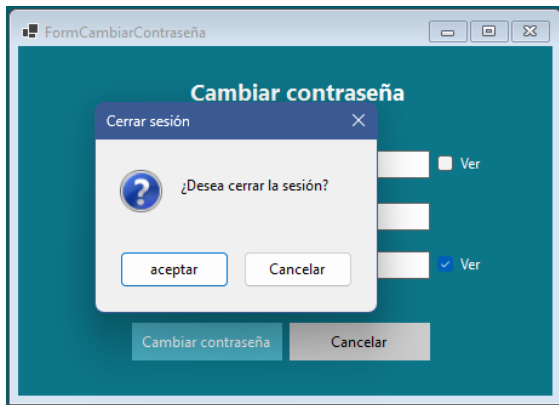 FormCambiarContraseña
Cambiar contraseña
Cerrar sesión
Ver
¿Desea cerrar la sesión?
aceptar
Cancelar
Ver
Cambiar contraseña
Cancelar